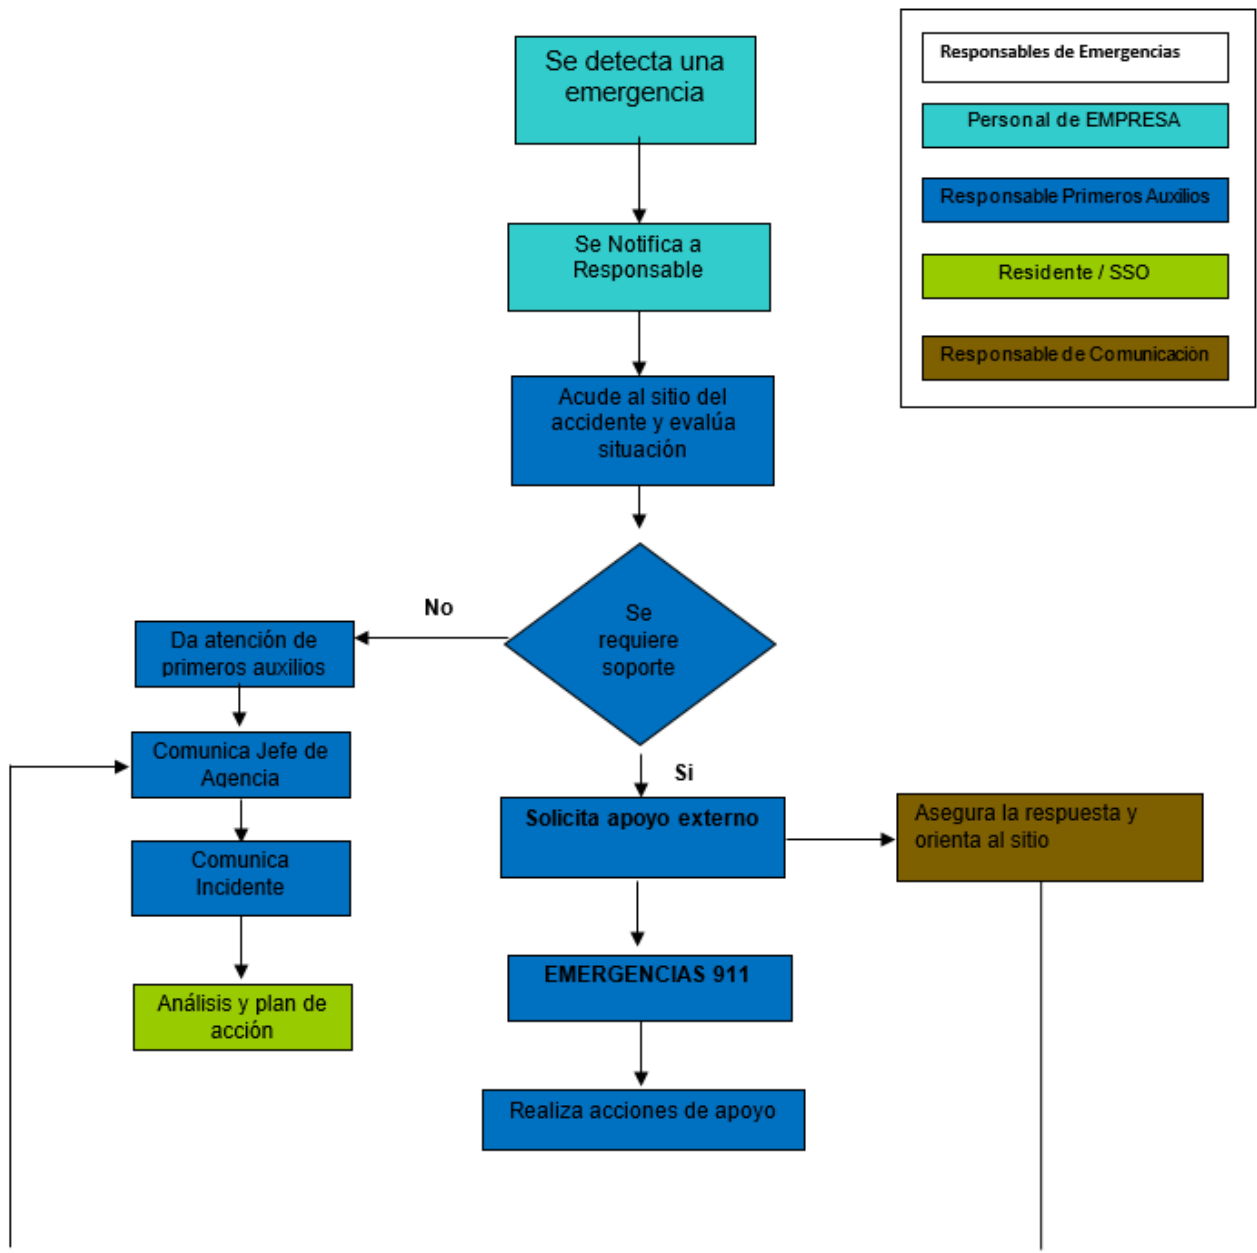 Se detecta una
emergencia
Se Notifica a
Responsable
Acude al sitio del
accidente y evalúa
situación
Se
requiere
soporte
No
Da atención de
primeros auxilios
Comunica Jefe de
Agencia
Comunica
Incidente
Análisis y plan de
acción
Si
Solicita apoyo externo
EMERGENCIAS 911
Realiza acciones de apoyo
Asegura la respuesta y
orienta al sitio
Responsables de Emergencias
Personal de EMPRESA
Responsable Primeros Auxilios
Residente / SSO
Responsable de Comunicación